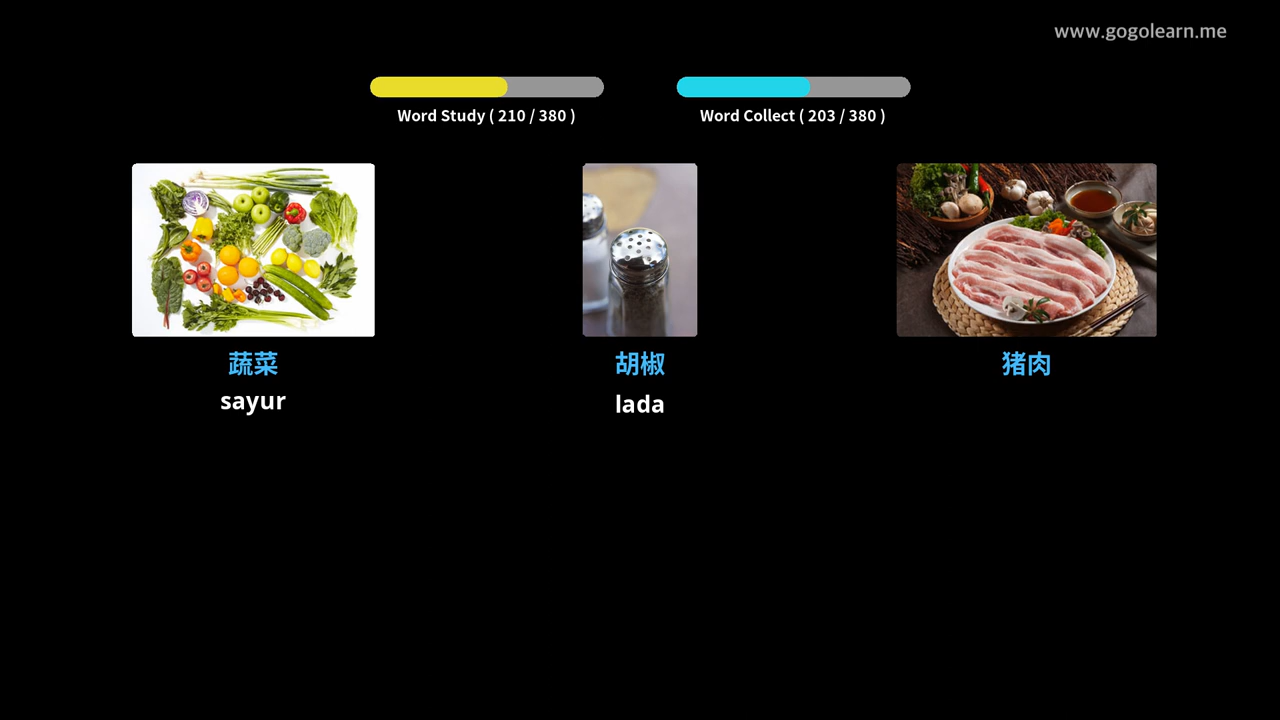 www.gogolearn.me
Word Study ( 210 / 380 )
Word Collect ( 203 / 380 )
蔬菜
胡椒
猪肉
sayur
lada